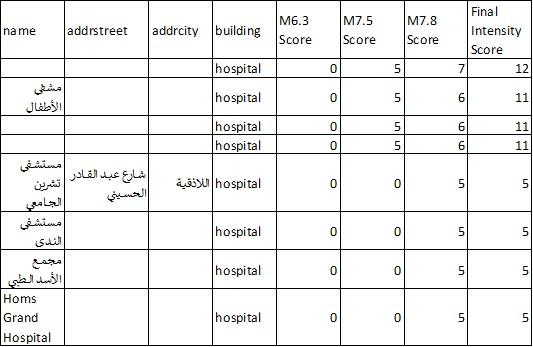 name addrstreet addrcity building M6.3 Score M7.5 Score M7.8 Score Final Intensity Score
hospital 0 5 7 12
مشفى الأطفال hospital 0 5 6 11
hospital 0 5 6 11
hospital 0 5 6 11
مستشفى تشرين الجامعي شارع عبد القادر الحسيني اللاذقية hospital 0 0 5 5
مستشفى الندى hospital 0 0 5 5
مجمع الأسد الطبي hospital 0 0 5 5
Homs Grand Hospital hospital 0 0 5 5